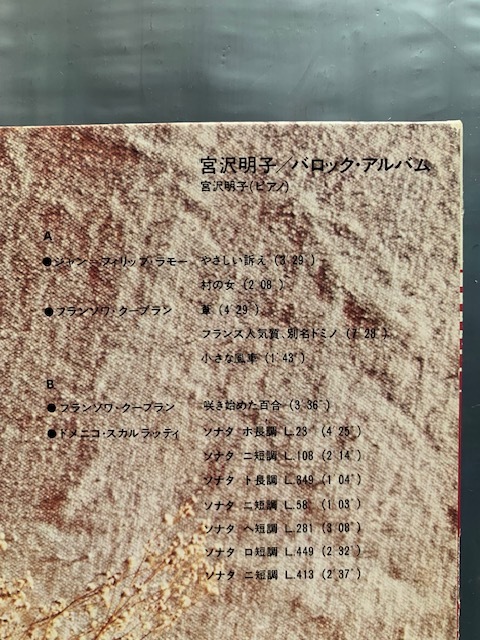 宮沢明子/バロック・アルバム
宮沢明子(ピアノ)
A
●ジャン=フィリップ・ラモー やさしい訴え (3′29″)
村の女 (2′08″)
●フランソワ・クープラン 葦 (4′29″)
フランス人気質、別名ドミノ (7′28″)
小さな風車 (1′43″)
B
●フランソワ・クープラン 咲き始めた百合 (3′36″)
●ドメニコ・スカルラッティ ソナタ ホ長調 L.23 (4′25″)
ソナタ ニ短調 L.108 (2′14″)
ソナタ ト長調 L.349 (1′04″)
ソナタ ニ短調 L.58 (1′03″)
ソナタ ヘ短調 L.281 (3′08″)
ソナタ ロ短調 L.449 (2′32″)
ソナタ ニ短調 L.413 (2′37″)